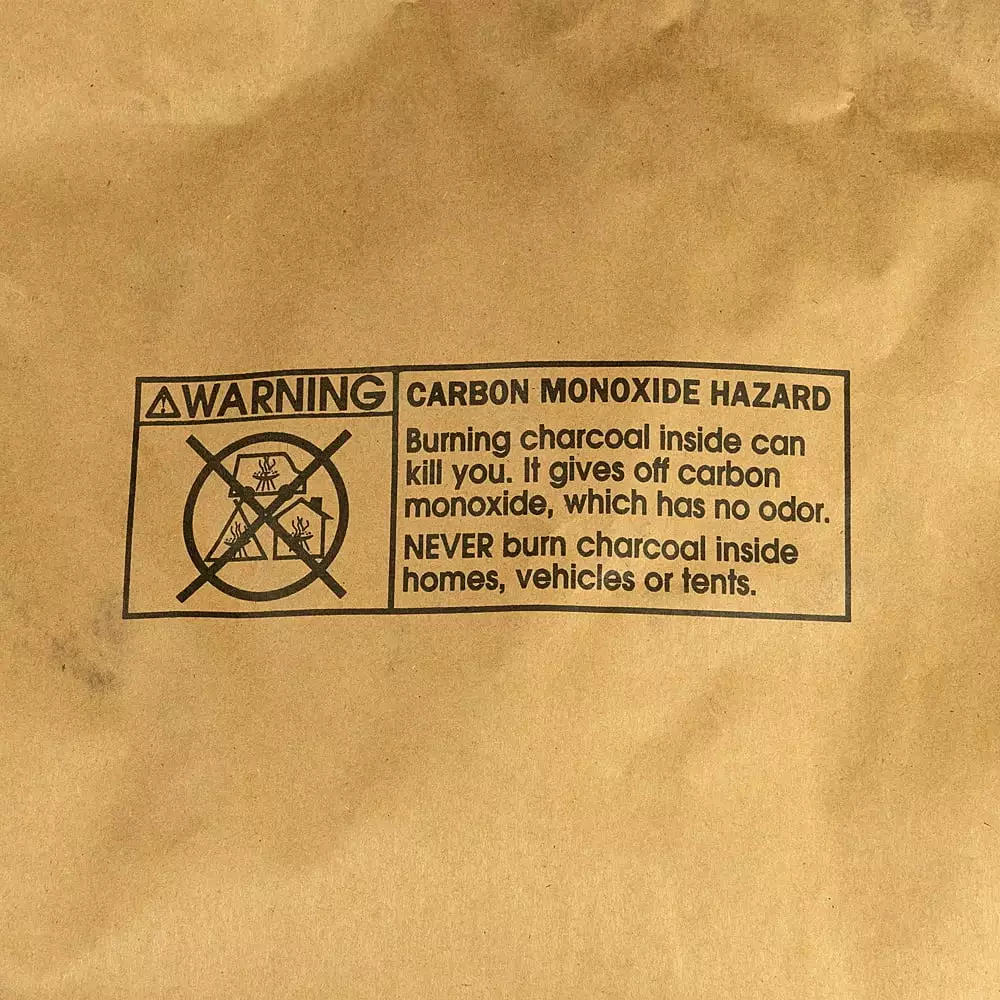 ⚠WARNING
CARBON MONOXIDE HAZARD
Burning charcoal inside can
kill you. It gives off carbon
monoxide, which has no odor.
NEVER burn charcoal inside
homes, vehicles or tents.